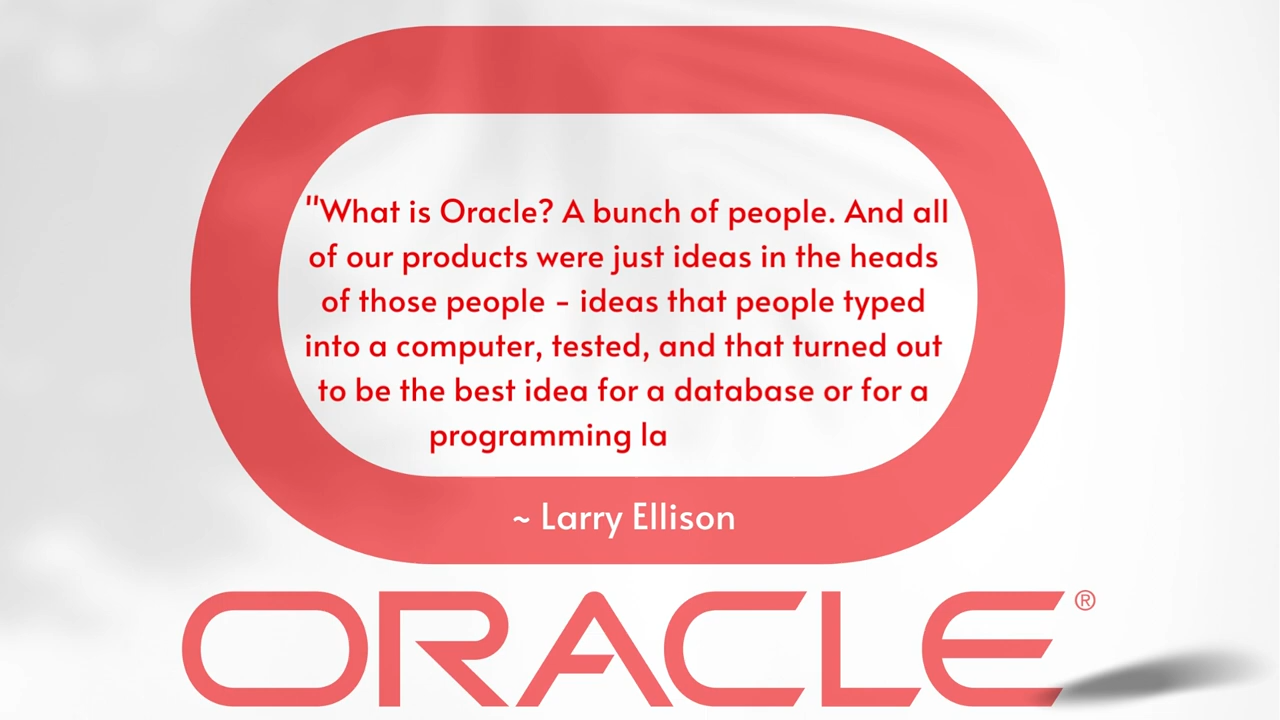 "What is Oracle? A bunch of people. And all
of our products were just ideas in the heads
of those people - ideas that people typed
into a computer, tested, and that turned out
to be the best idea for a database or for a
programming la
~ Larry Ellison
ORACLE®